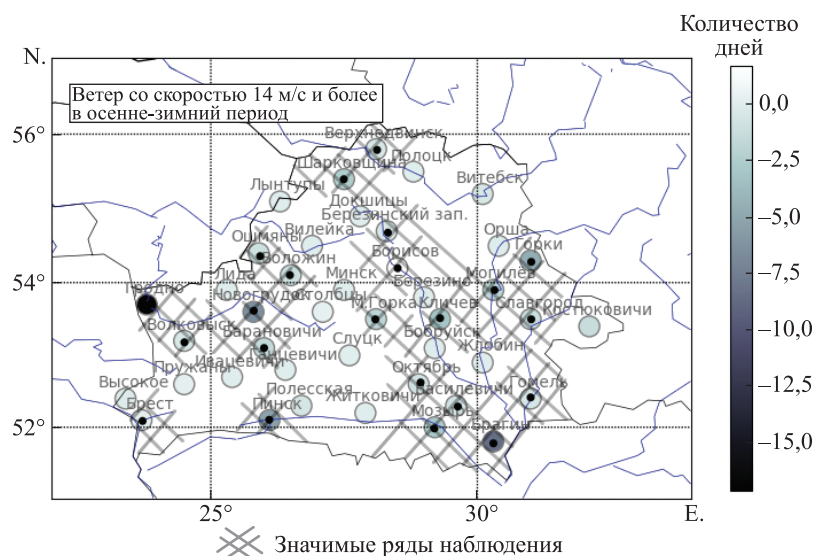 Количество
дней
N.
Ветер со скоростью 14 м/с и более
в осенне-зимний период
56°
54°
52°
Верхнедвинск
Полоцк
Шарковщина
Витебск
Лынтупы
Докшицы
Березинский зап.
Вилейка
Орша
Ошмяны
Борисов
Горки
Воложин
Лида
Минск
Березино
Могилев
Гродно
Новогрудок
Столбцы
М.Горка
Кличев
Славгород
Костюковичи
Волковыск
Барановичи
Слуцк
Бобруйск
Жлобин
Пружаны
Ивацевичи
Ганцевичи
Октябрь
Высокое
Полесская
Василевичи
Гомель
Брест
Пинск
Житковичи
Мозырь
Брагин
0,0
–2,5
–5,0
–7,5
–10,0
–12,5
–15,0
25°
30°
E.
Значимые ряды наблюдения